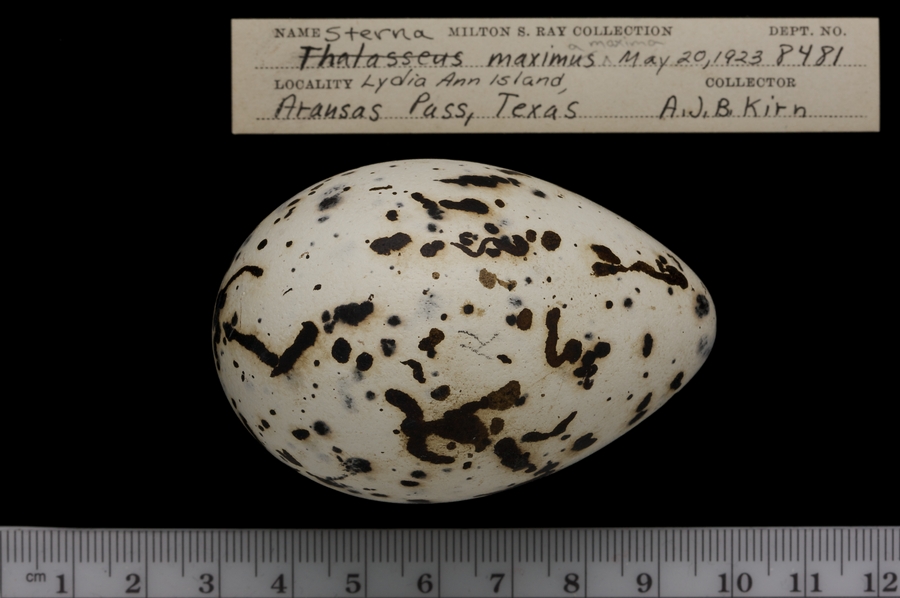 NAME Sterna MILTON S. RAY COLLECTION DEPT. NO.
a maxima
Thalasseus maximus May 20, 1923 8481
LOCALITY Lydia Ann Island, COLLECTOR
Aransas Pass, Texas A.J.B. Kirn
cm 1 2 3 4 5 6 7 8 9 10 11 12